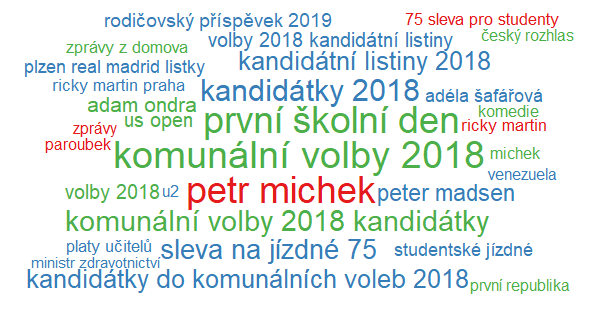 rodičovský příspěvek 2019
75 sleva pro studenty
český rozhlas
zprávy z domova
volby 2018 kandidátní listiny
plzen real madrid lístky
kandidátní listiny 2018
ricky martin praha
kandidátky 2018
adéla šafářová
adam ondra
komedie
us open
první školní den
ricky martin
zprávy
paroubek
komunální volby 2018
michek
venezuela
volby 2018
u2
petr michek
peter madsen
komunální volby 2018 kandidátky
platy učitelů
sleva na jízdné 75
studentské jízdné
ministr zdravotnictví
kandidátky do komunálních voleb 2018
první republika